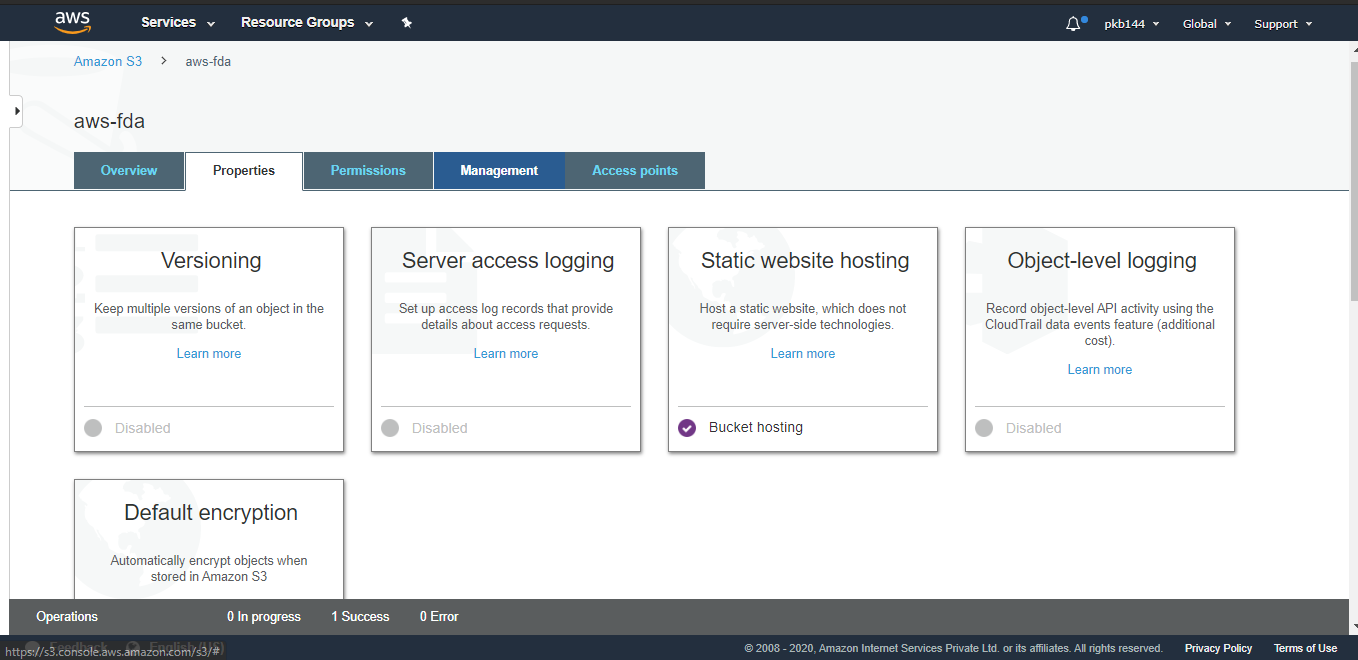 aws Services Resource Groups pkb144 Global Support
Amazon S3 > aws-fda
aws-fda
Overview Properties Permissions Management Access points
Versioning
Keep multiple versions of an object in the
same bucket.
Learn more
Disabled
Server access logging
Set up access log records that provide
details about access requests.
Learn more
Disabled
Static website hosting
Host a static website, which does not
require server-side technologies.
Learn more
Bucket hosting
Object-level logging
Record object-level API activity using the
CloudTrail data events feature (additional
cost).
Learn more
Disabled
Default encryption
Automatically encrypt objects when
stored in Amazon S3
Operations 0 In progress 1 Success 0 Error
Feedback English (US)
https://s3.console.aws.amazon.com/s3/#
© 2008 - 2020, Amazon Internet Services Private Ltd. or its affiliates. All rights reserved. Privacy Policy Terms of Use